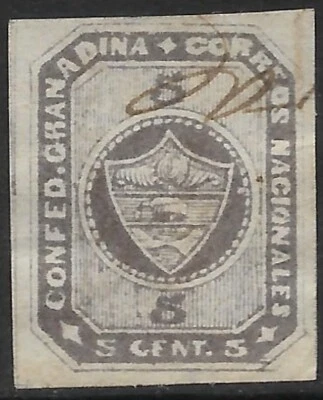 CONFED. GRANADINA ✦ CORREOS NACIONALES
5
5
5 CENT. 5